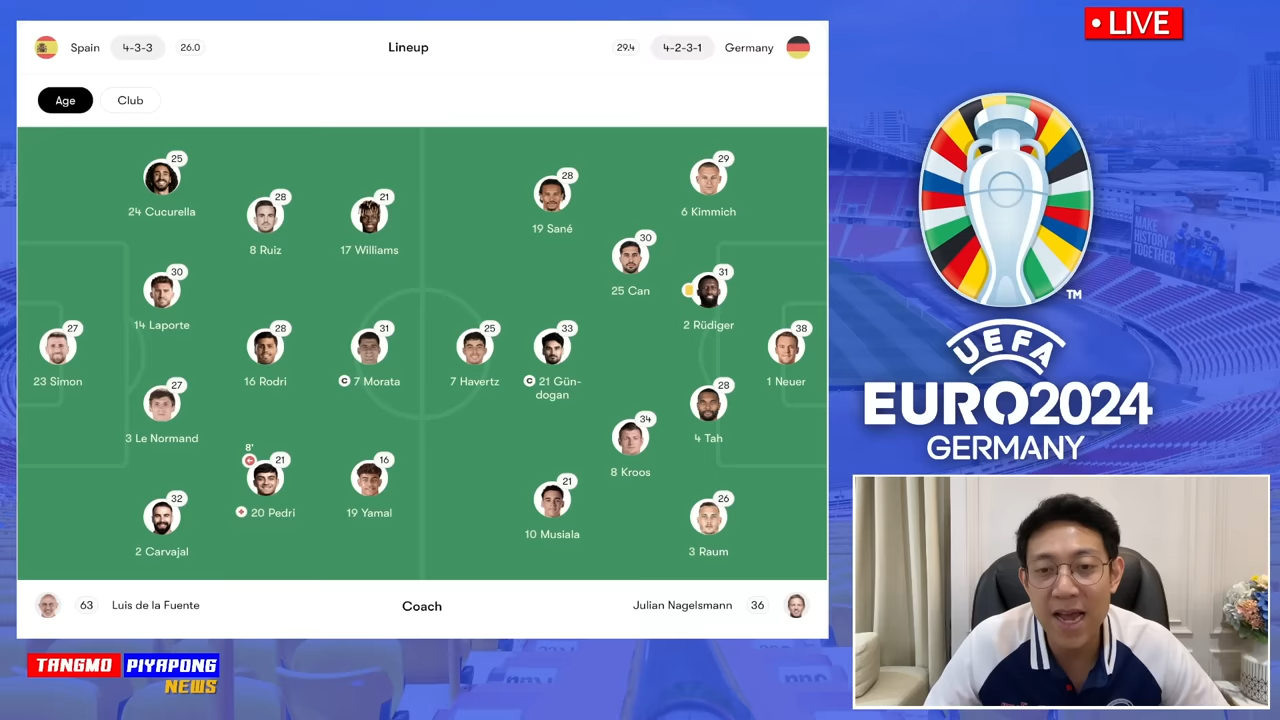 Spain 4-3-3 26.0 Lineup 29.4 4-2-3-1 Germany
Age Club
25
24 Cucurella
28
8 Ruiz
21
17 Williams
30
14 Laporte
27
23 Simon
28
16 Rodri
31
C 7 Morata
27
3 Le Normand
8'
21
20 Pedri
16
19 Yamal
32
2 Carvajal
28
19 Sané
29
6 Kimmich
30
25 Can
31
2 Rüdiger
25
7 Havertz
33
C 21 Gün-
dogan
38
1 Neuer
28
4 Tah
34
8 Kroos
21
10 Musiala
26
3 Raum
63 Luis de la Fuente Coach Julian Nagelsmann 36
TANGMO PIYAPONG
NEWS
LIVE
MAKE
HISTORY
TOGETHER
TM
UEFA
EURO2024
GERMANY